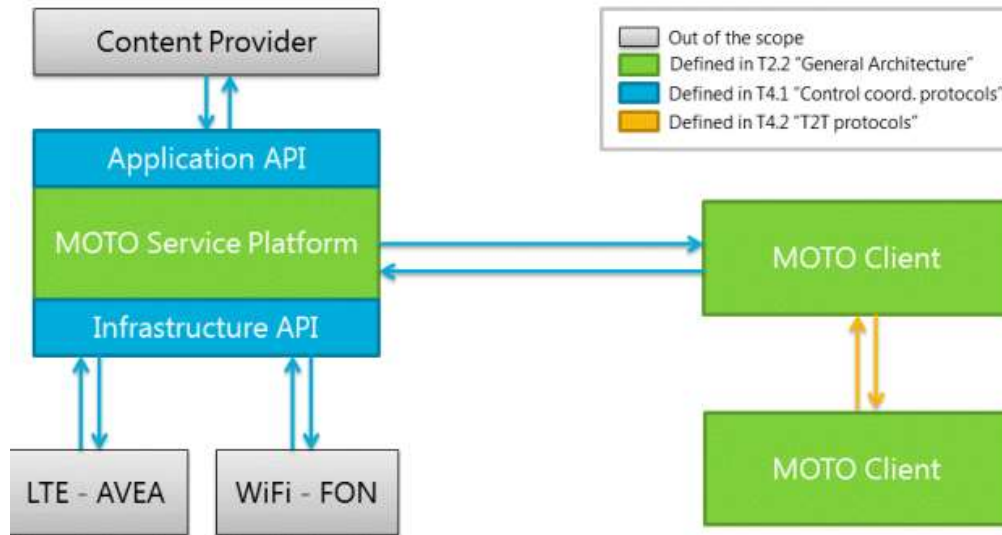 Content Provider
Out of the scope
Defined in T2.2 "General Architecture"
Defined in T4.1 "Control coord. protocols"
Defined in T4.2 "T2T protocols"
Application API
MOTO Service Platform
Infrastructure API
MOTO Client
LTE - AVEA
WiFi - FON
MOTO Client